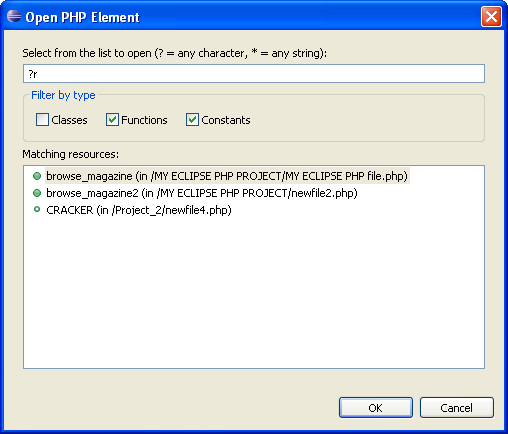 Open PHP Element
Select from the list to open (? = any character, * = any string):
?r
Filter by type
Classes Functions Constants
Matching resources:
browse_magazine (in /MY ECLIPSE PHP PROJECT/MY ECLIPSE PHP file.php)
browse_magazine2 (in /MY ECLIPSE PHP PROJECT/newfile2.php)
CRACKER (in /Project_2/newfile4.php)
OK Cancel